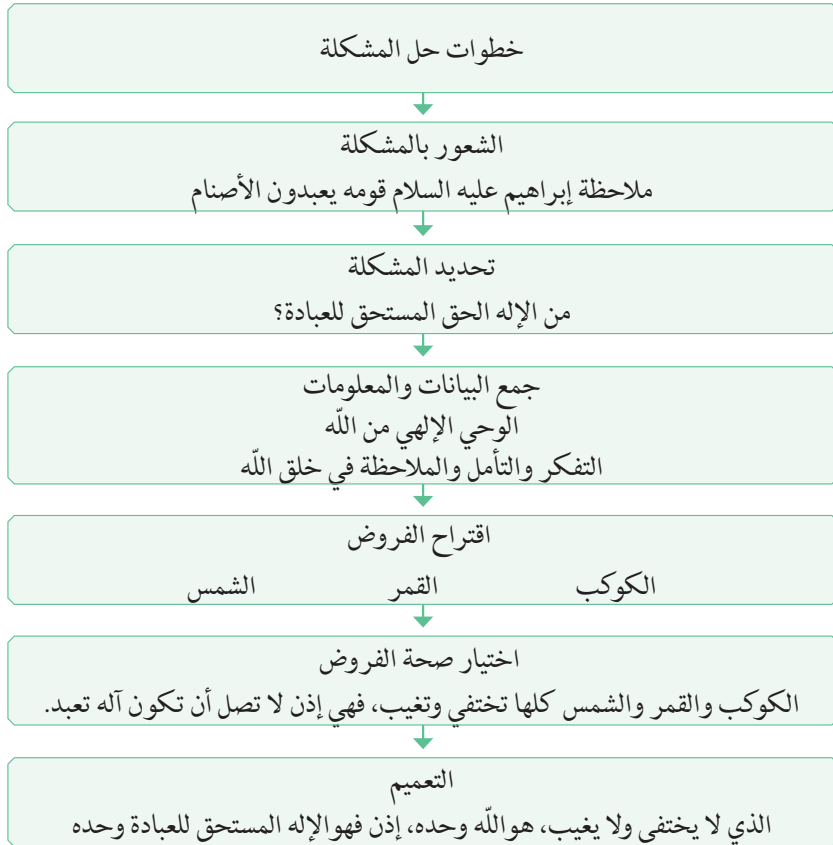 خطوات حل المشكلة
الشعور بالمشكلة
ملاحظة إبراهيم عليه السلام قومه يعبدون الأصنام
تحديد المشكلة
من الإله الحق المستحق للعبادة؟
جمع البيانات والمعلومات
الوحي الإلهي من اللّه
التفكر والتأمل والملاحظة في خلق اللّه
اقتراح الفروض
الكوكب القمر الشمس
اختيار صحة الفروض
الكوكب والقمر والشمس كلها تختفي وتغيب، فهي إذن لا تصل أن تكون آله تعبد.
التعميم
الذي لا يختفي ولا يغيب، هواللّه وحده، إذن فهوالإله المستحق للعبادة وحده